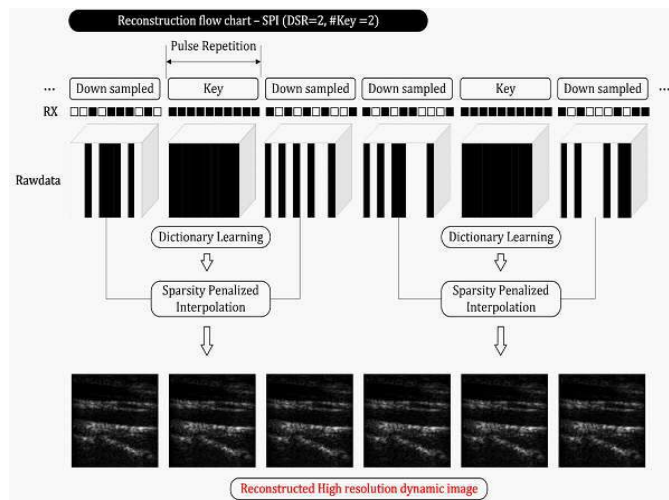 Reconstruction flow chart – SPI (DSR=2, #Key =2)
Pulse Repetition
... Down sampled Key Down sampled Down sampled Key Down sampled ...
RX
Rawdata
Dictionary Learning Dictionary Learning
Sparsity Penalized Sparsity Penalized
Interpolation Interpolation
Reconstructed High resolution dynamic image